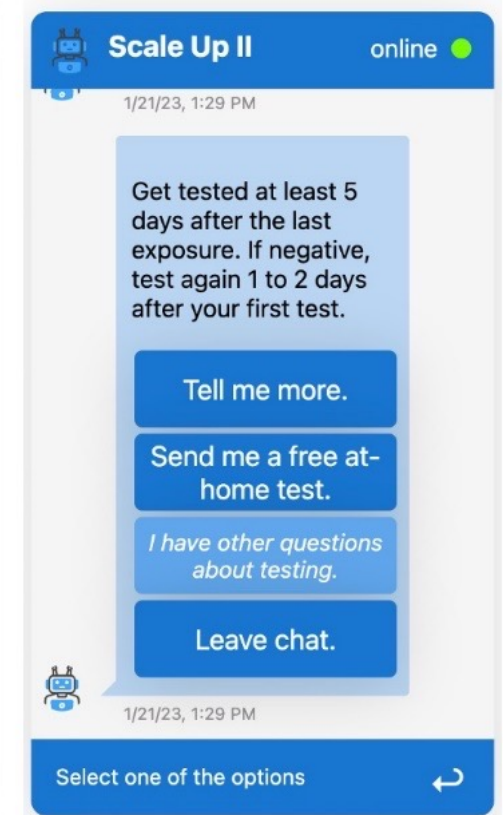 Scale Up II
online
1/21/23, 1:29 PM
Get tested at least 5
days after the last
exposure. If negative,
test again 1 to 2 days
after your first test.
Tell me more.
Send me a free at-
home test.
I have other questions
about testing.
Leave chat.
1/21/23, 1:29 PM
Select one of the options